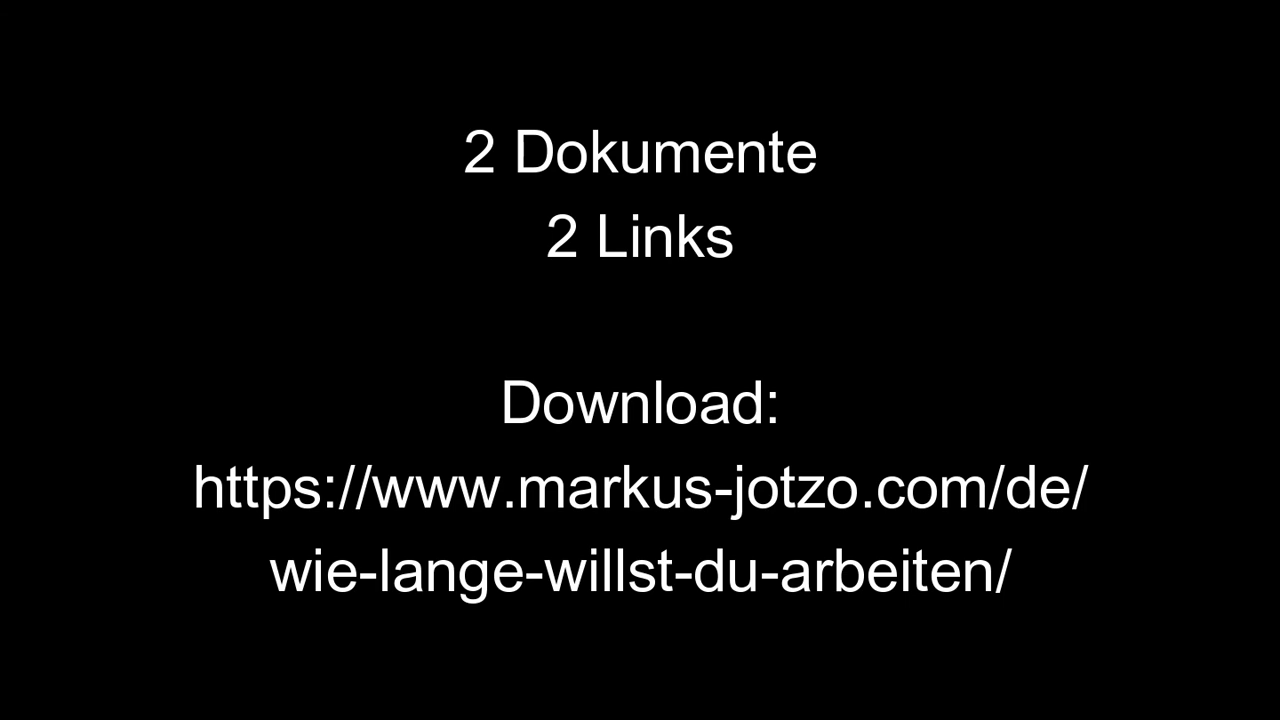 2 Dokumente
2 Links
Download:
https://www.markus-jotzo.com/de/
wie-lange-willst-du-arbeiten/